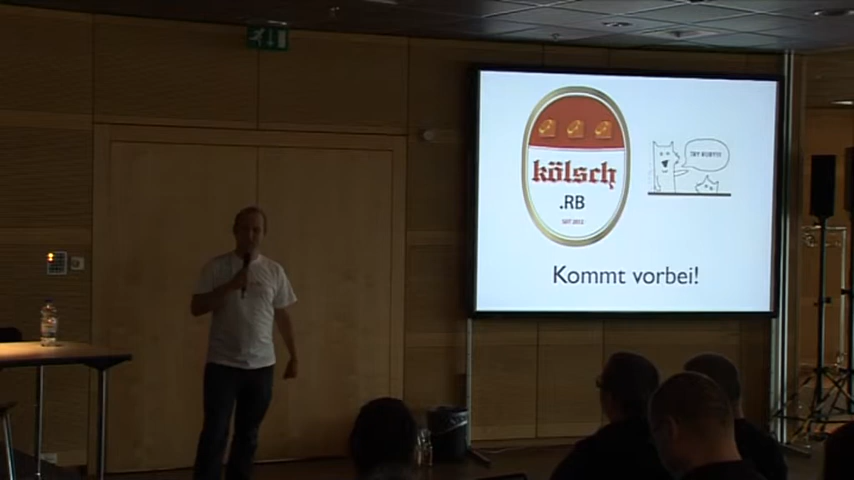 kölsch
.RB
SEIT 2012
TRY RUBY!!!
Kommt vorbei!